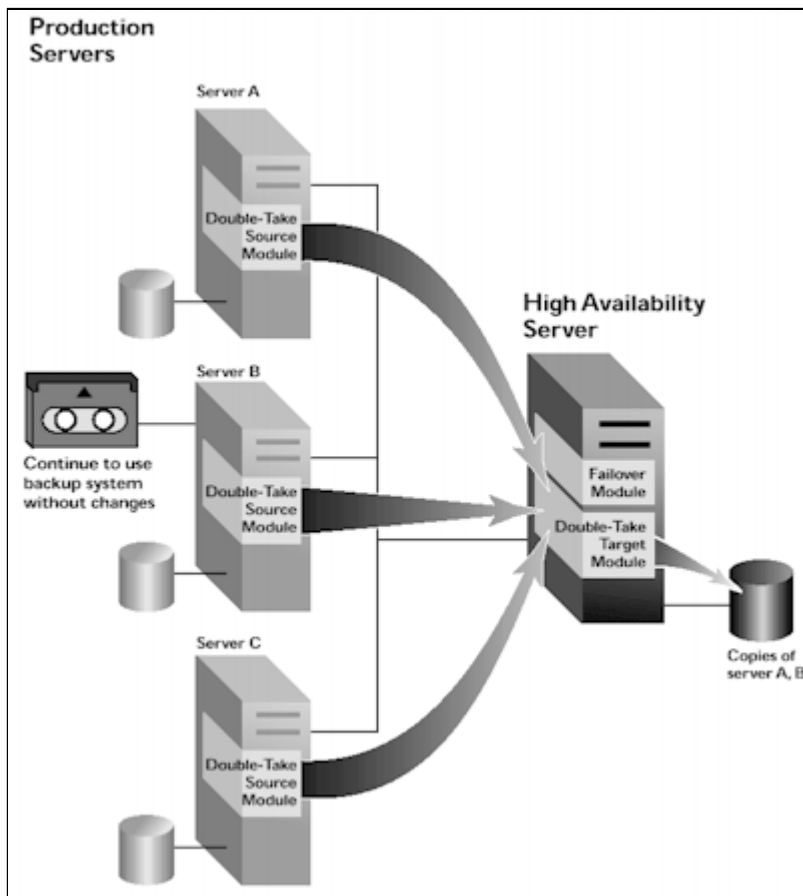 Production
Servers
Server A
Double-Take
Source
Module
High Availability
Server
Server B
Continue to use
backup system
without changes
Double-Take
Source
Module
Failover
Module
Double-Take
Target
Module
Server C
Copies of
server A, B
Double-Take
Source
Module